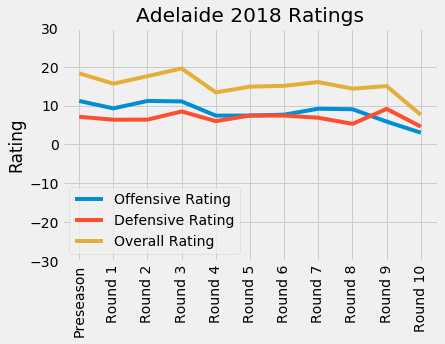 Adelaide 2018 Ratings
Rating
30
20
10
0
−10
−20
−30
Offensive Rating
Defensive Rating
Overall Rating
Preseason
Round 1
Round 2
Round 3
Round 4
Round 5
Round 6
Round 7
Round 8
Round 9
Round 10